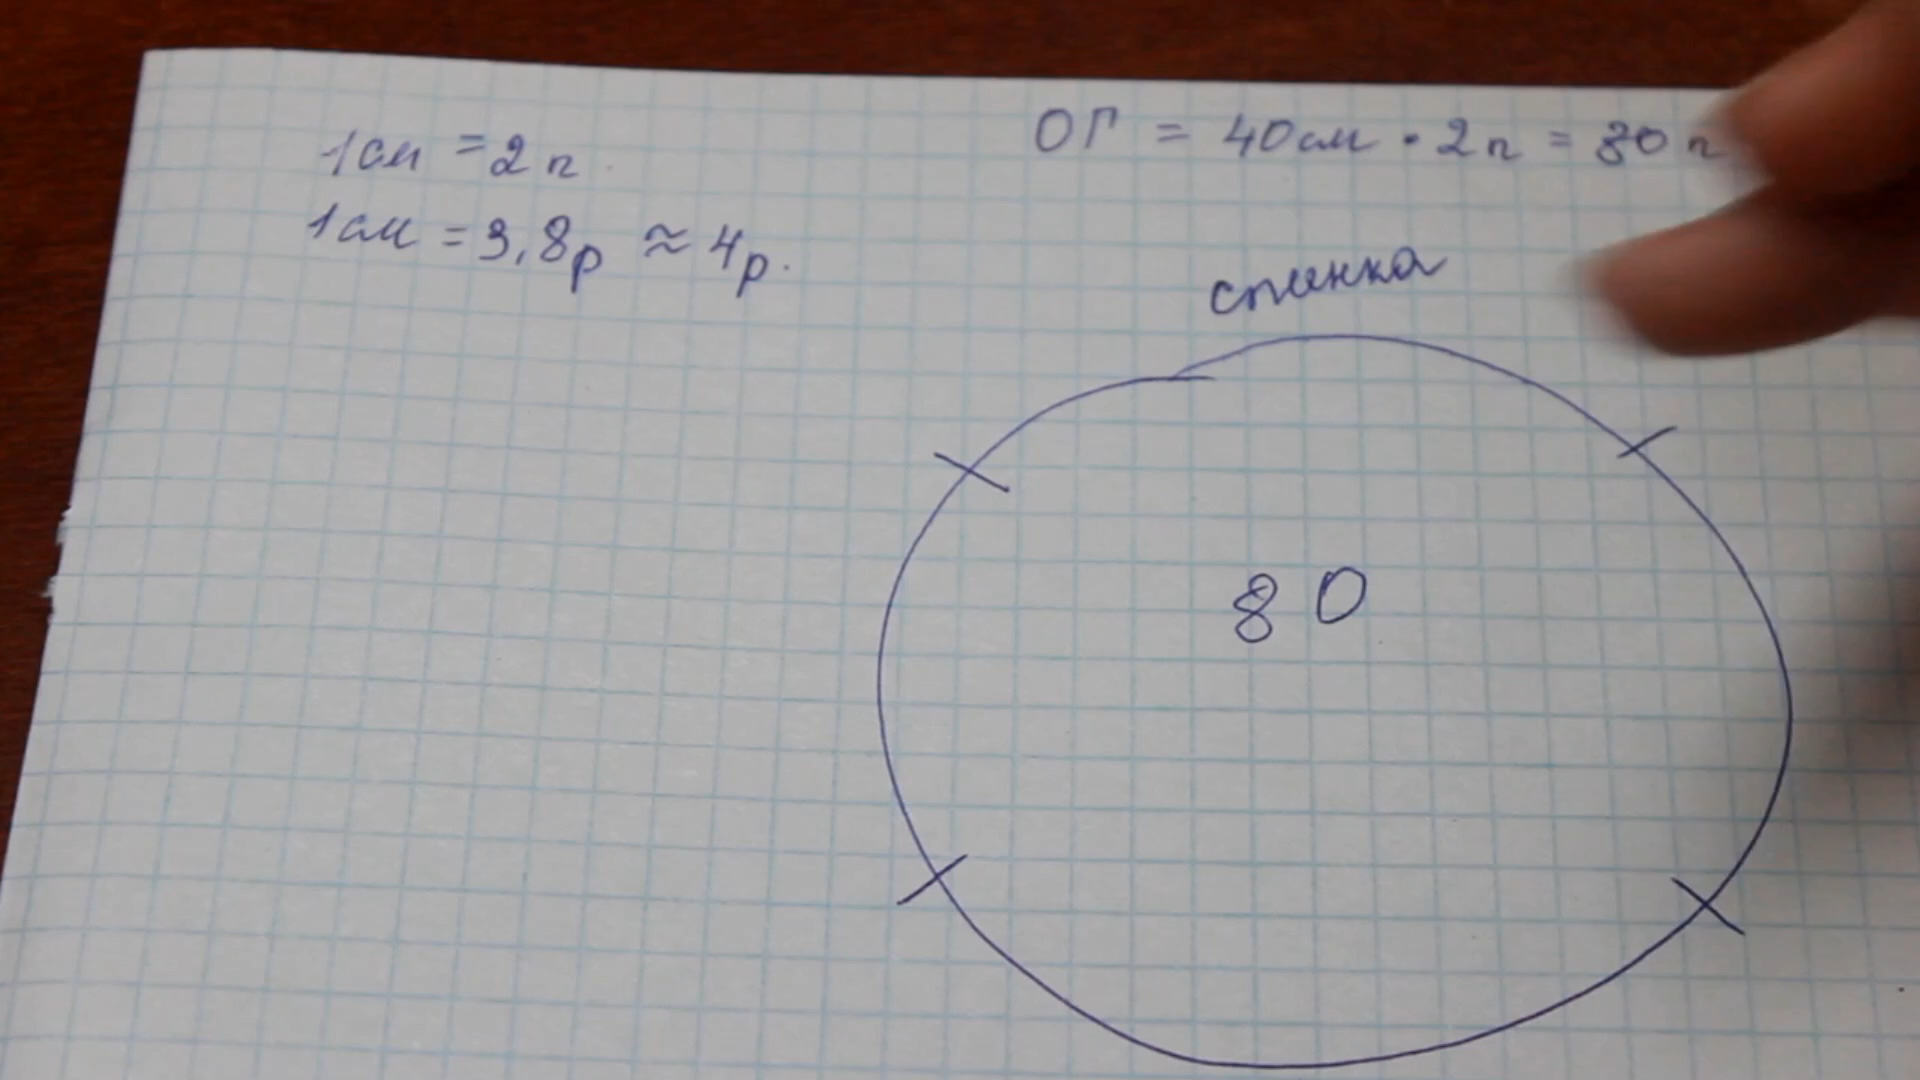 1см = 2п.
1см = 3,8р ≈ 4р.
ОГ = 40см · 2п = 80п
спинка
80